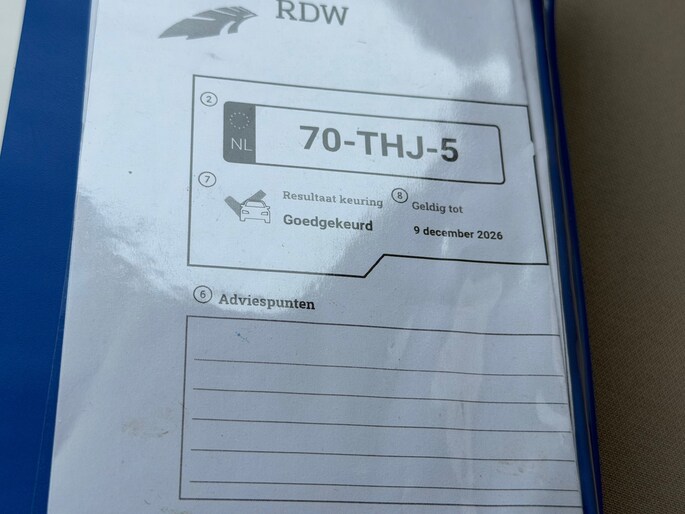 RDW
2
NL
70-THJ-5
7
Resultaat keuring
Goedgekeurd
8
Geldig tot
9 december 2026
6 Adviespunten